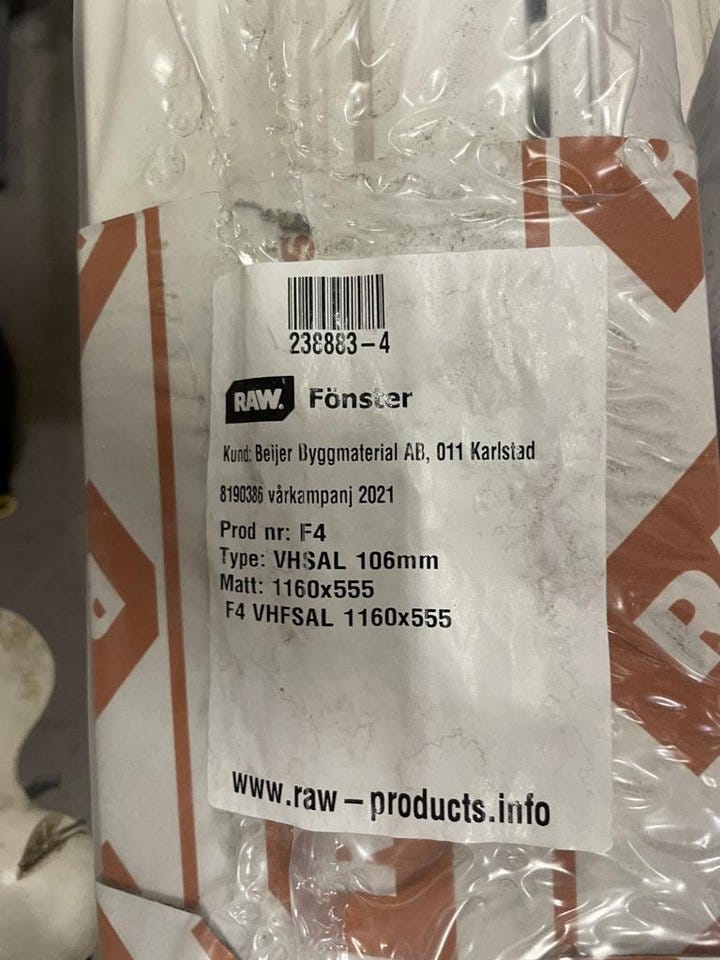 238883-4
RAW. Fönster
Kund: Beijer Byggmaterial AB, 011 Karlstad
8190386 vårkampanj 2021
Prod nr: F4
Type: VHSAL 106mm
Matt: 1160x555
F4 VHFSAL 1160x555
www.raw-products.info